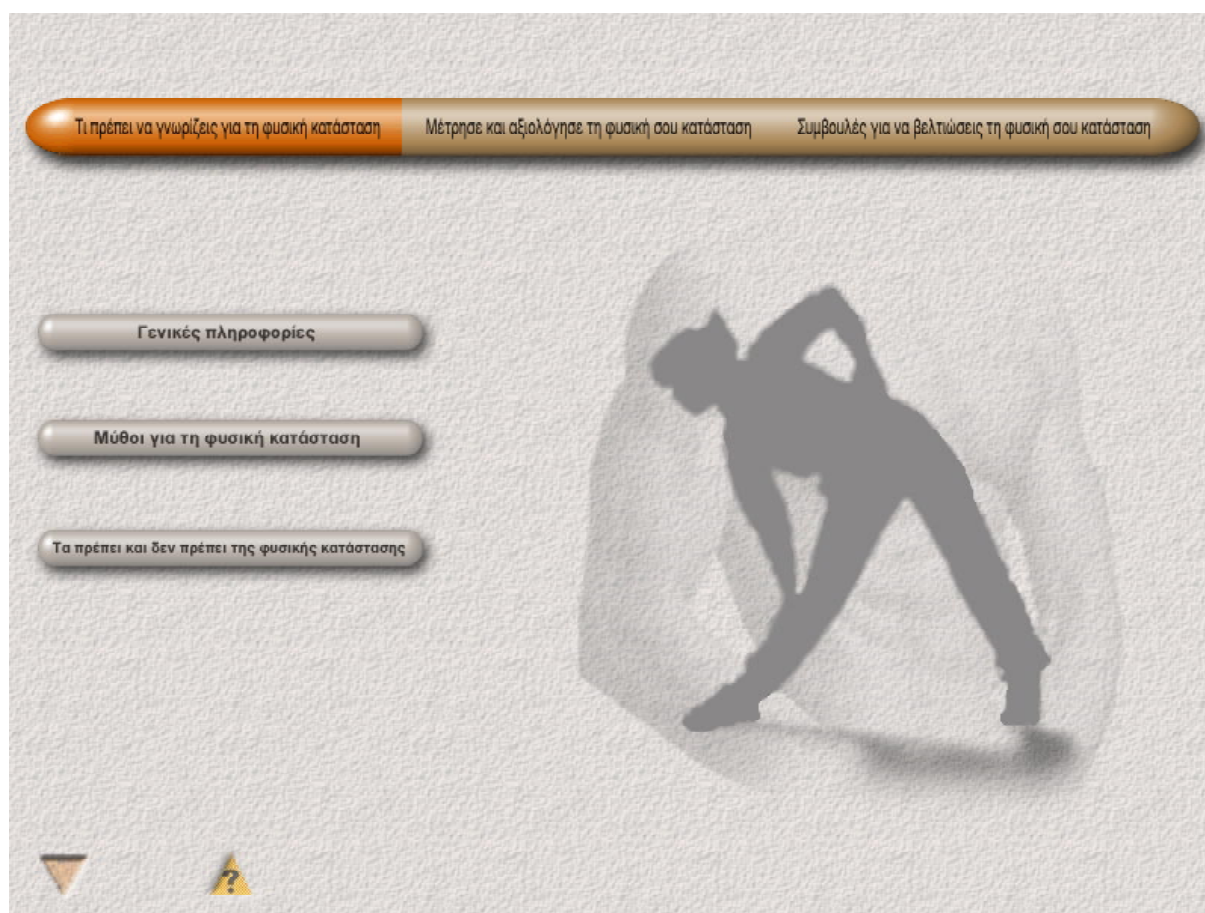 Τι πρέπει να γνωρίζεις για τη φυσική κατάσταση
Μέτρησε και αξιολόγησε τη φυσική σου κατάσταση
Συμβουλές για να βελτιώσεις τη φυσική σου κατάσταση
Γενικές πληροφορίες
Μύθοι για τη φυσική κατάσταση
Τα πρέπει και δεν πρέπει της φυσικής κατάστασης
?